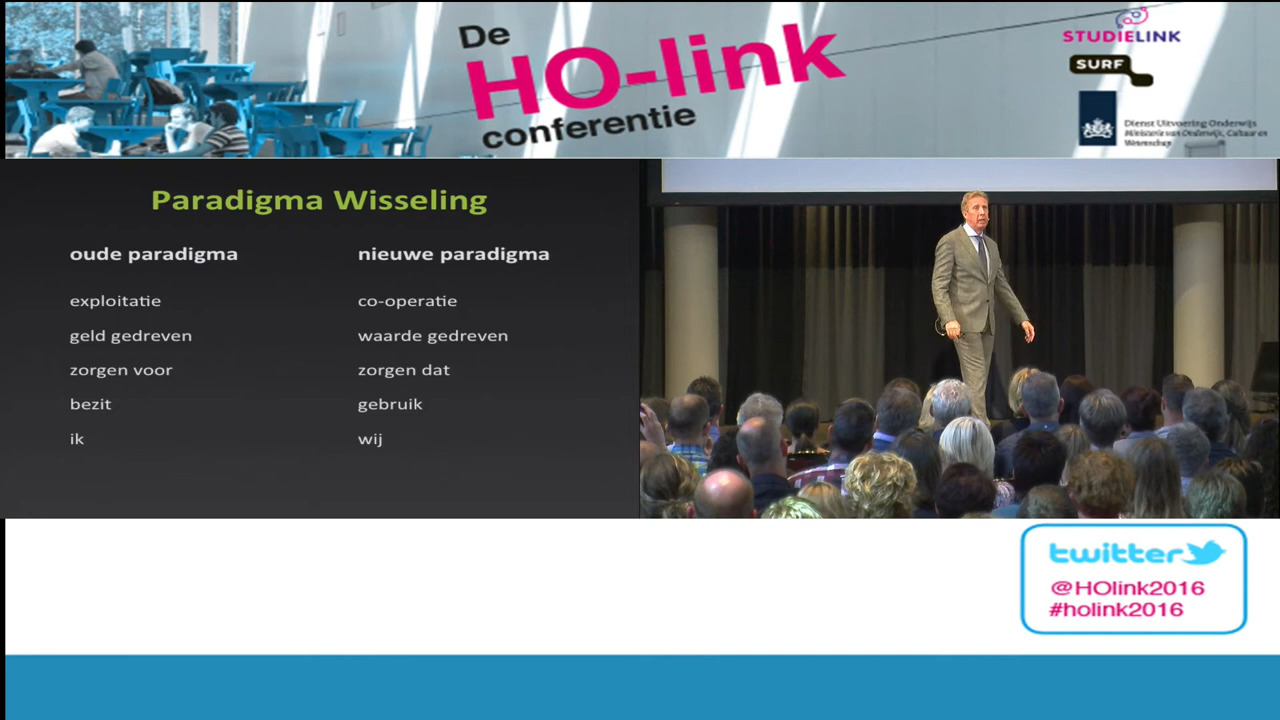 De
HO-link
conferentie
STUDIELINK
SURF
Dienst Uitvoering Onderwijs
Ministerie van Onderwijs, Cultuur en
Wetenschap
Paradigma Wisseling
oude paradigma nieuwe paradigma
exploitatie co-operatie
geld gedreven waarde gedreven
zorgen voor zorgen dat
bezit gebruik
ik wij
twitter
@HOlink2016
#holink2016